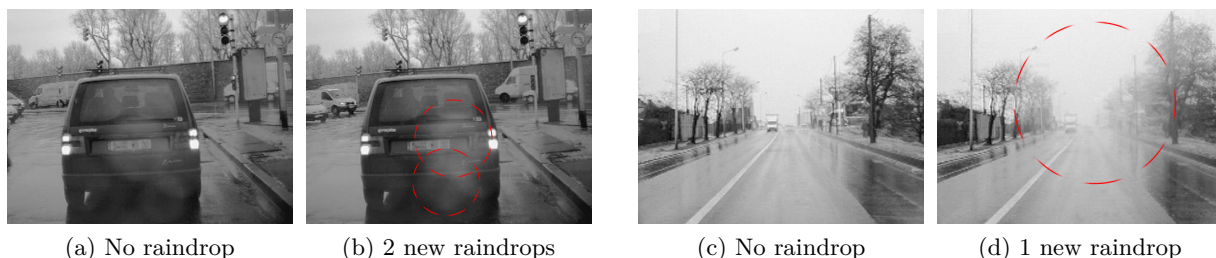 (a) No raindrop
(b) 2 new raindrops
(c) No raindrop
(d) 1 new raindrop